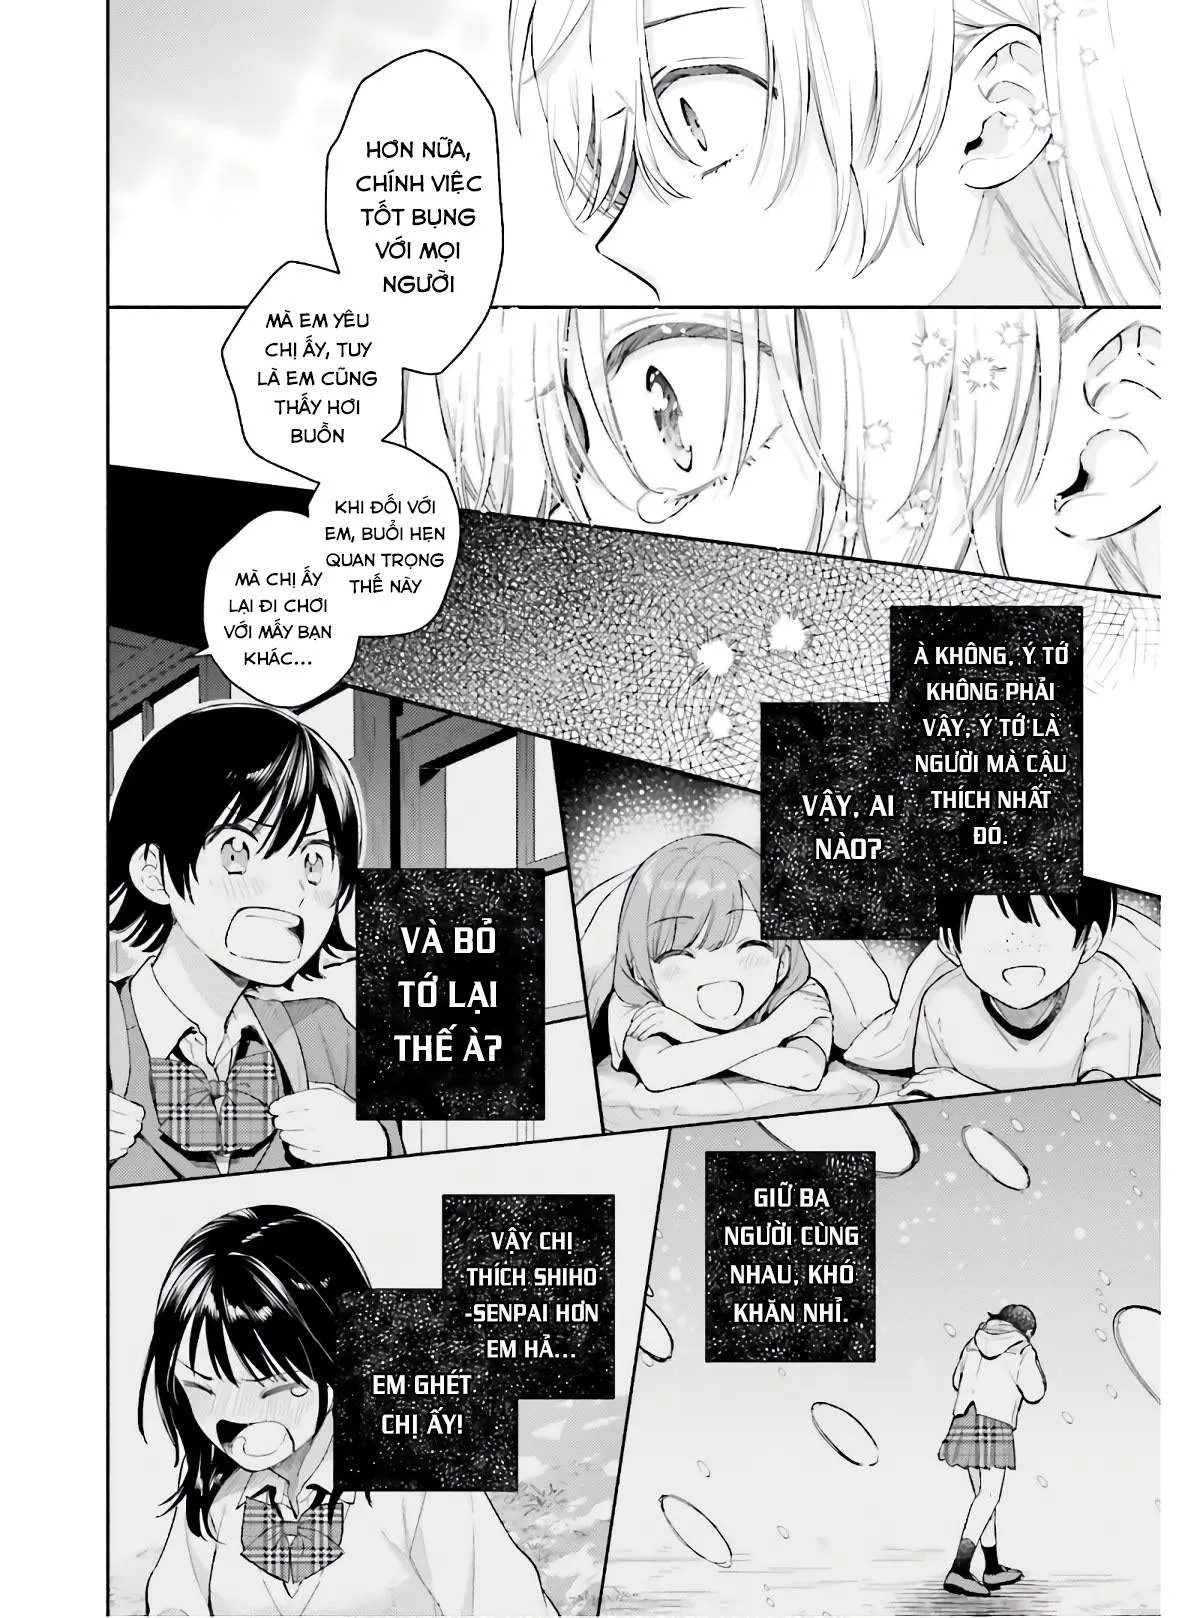 HƠN NỮA,
CHÍNH VIỆC
TỐT BỤNG
VỚI MỌI
NGƯỜI
MÀ EM YÊU
CHỊ ẤY, TUY
LÀ EM CŨNG
THẤY HƠI
BUỒN
KHI ĐỐI VỚI
EM, BUỔI HẸN
QUAN TRỌNG
THẾ NÀY
MÀ CHỊ ẤY
LẠI ĐI CHƠI
VỚI MẤY BẠN
KHÁC...
À KHÔNG, Ý TỚ
KHÔNG PHẢI
VẬY, Ý TỚ LÀ
NGƯỜI MÀ CẬU
THÍCH NHẤT
ĐÓ.
VẬY, AI
NÀO?
VÀ BỎ
TỚ LẠI
THẾ À?
GIỮ BA
NGƯỜI CÙNG
NHAU, KHÓ
KHĂN NHỈ.
VẬY CHỊ
THÍCH SHIHO
-SENPAI HƠN
EM HẢ...
EM GHÉT
CHỊ ẤY!